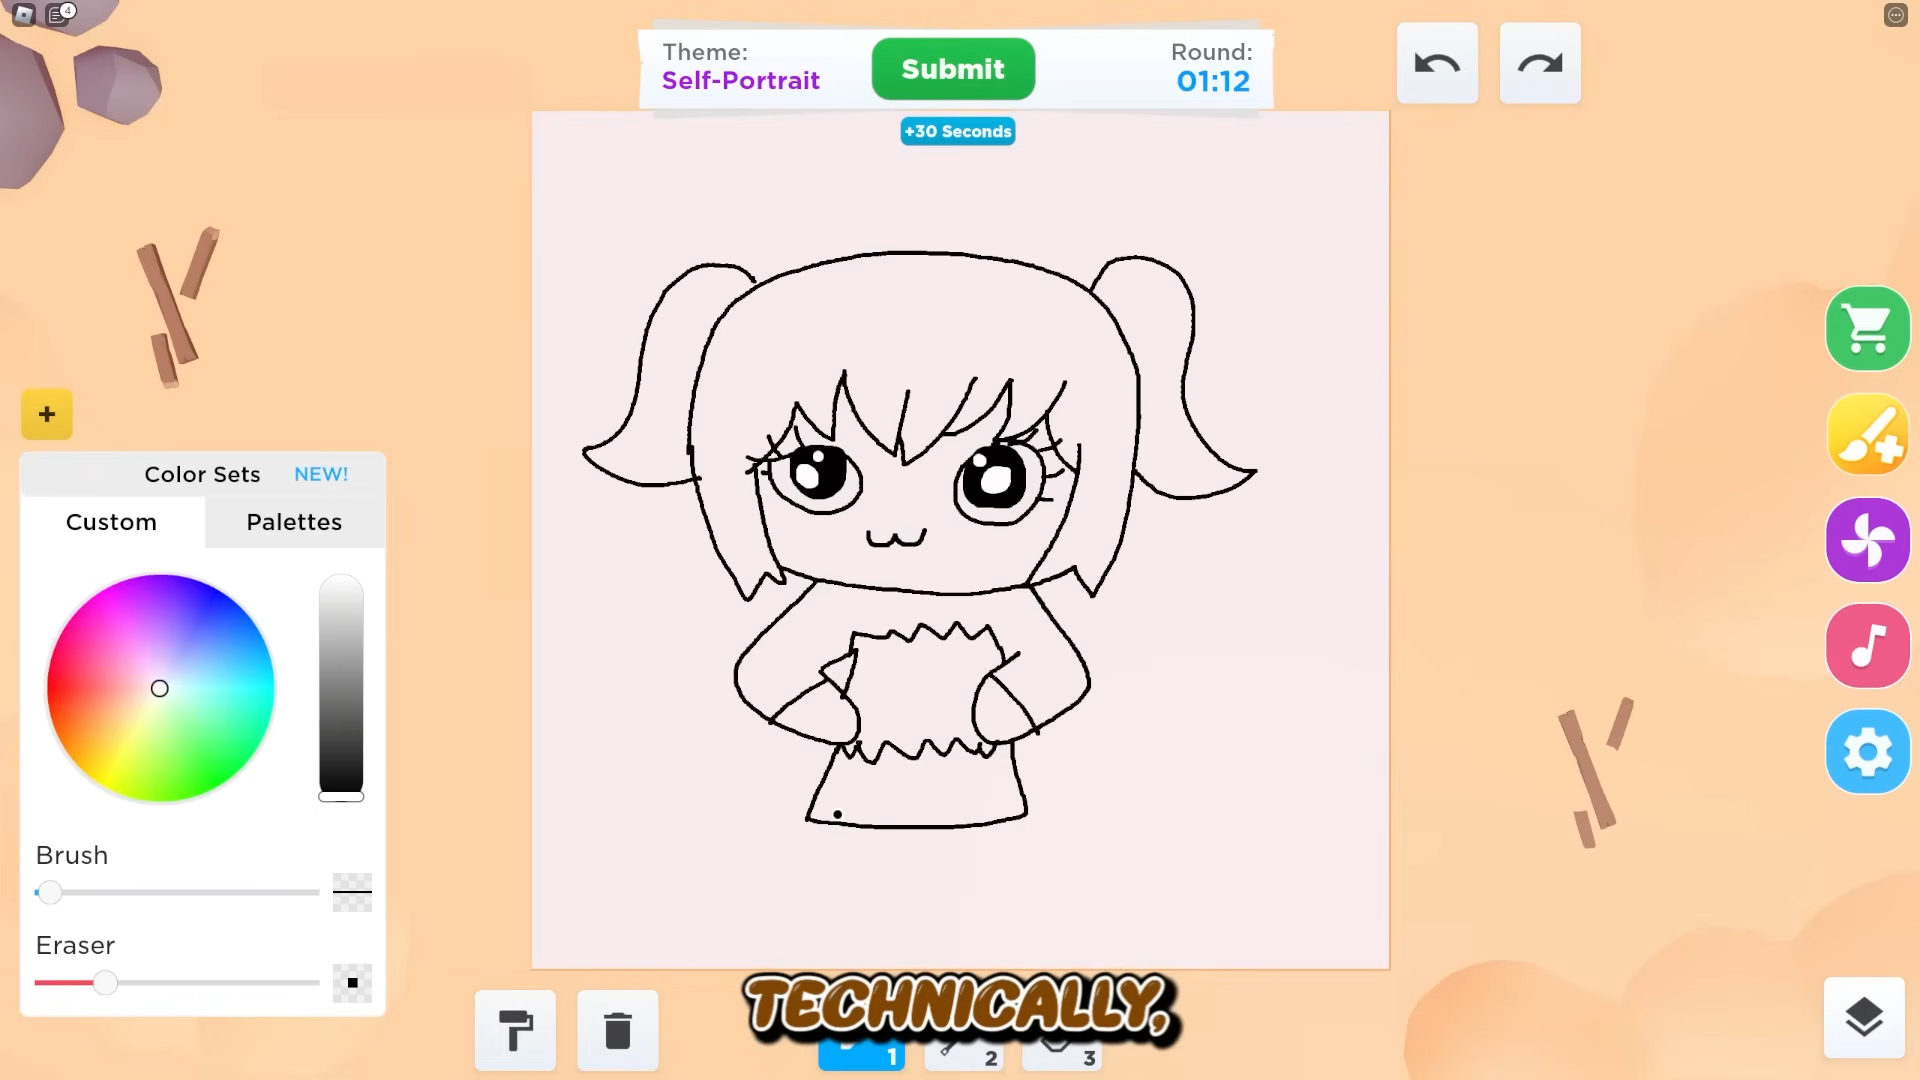 4
Theme:
Self-Portrait
Submit
Round:
01:12
+30 Seconds
+
Color Sets NEW!
Custom
Palettes
Brush
Eraser
TECHNICALLY,
1
2
3